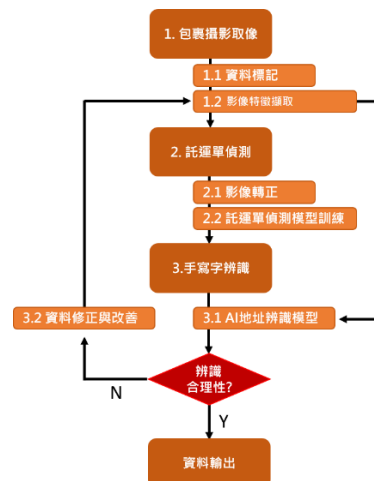 1. 包裹攝影取像
1.1 資料標記
1.2 影像特徵擷取
2. 託運單偵測
2.1 影像轉正
2.2 託運單偵測模型訓練
3.手寫字辨識
3.2 資料修正與改善
3.1 AI地址辨識模型
辨識
合理性?
N
Y
資料輸出